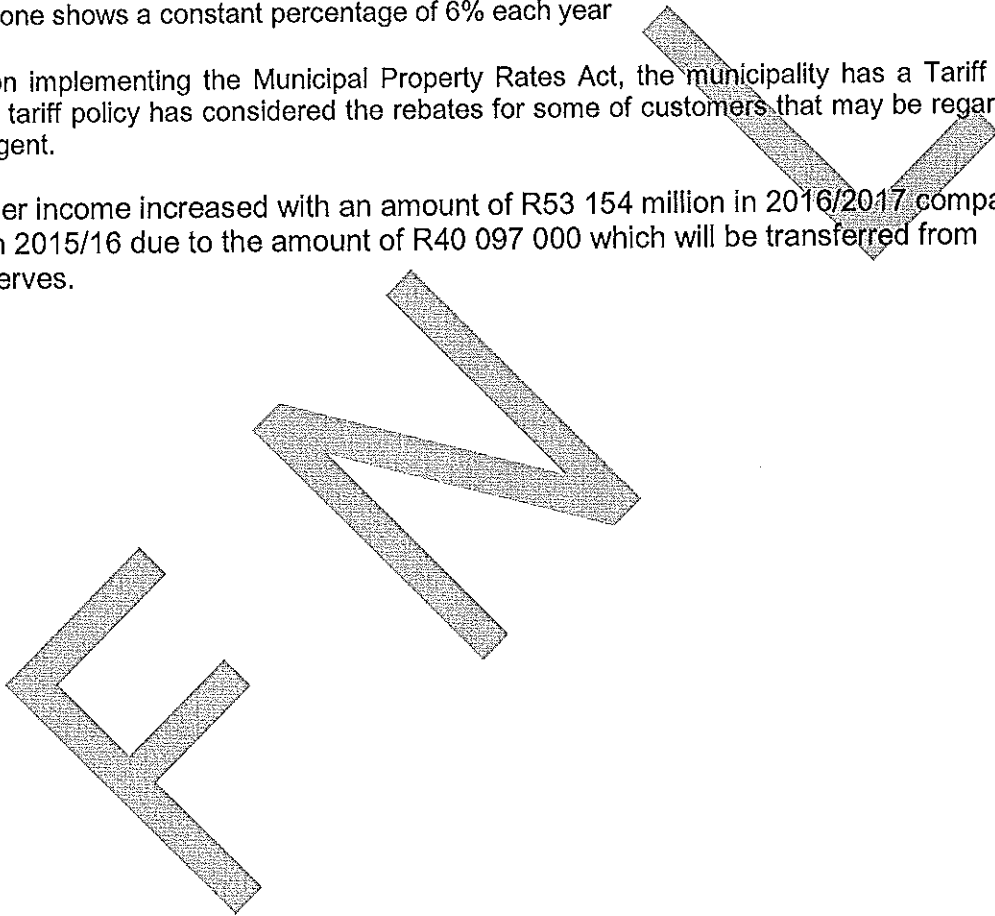 one shows a constant percentage of 6% each year
n implementing the Municipal Property Rates Act, the municipality has a Tariff
tariff policy has considered the rebates for some of customers that may be regar
gent.
er income increased with an amount of R53 154 million in 2016/2017 compa
n 2015/16 due to the amount of R40 097 000 which will be transferred from
erves.
F N L